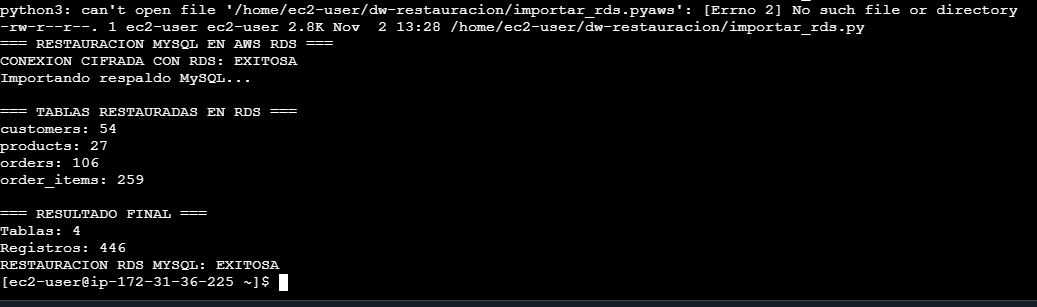 python3: can't open file '/home/ec2-user/dw-restauracion/importar_rds.pyaws': [Errno 2] No such file or directory
-rw-r--r--. 1 ec2-user ec2-user 2.8K Nov  2 13:28 /home/ec2-user/dw-restauracion/importar_rds.py
=== RESTAURACION MYSQL EN AWS RDS ===
CONEXION CIFRADA CON RDS: EXITOSA
Importando respaldo MySQL...
=== TABLAS RESTAURADAS EN RDS ===
customers: 54
products: 27
orders: 106
order_items: 259
=== RESULTADO FINAL ===
Tablas: 4
Registros: 446
RESTAURACION RDS MYSQL: EXITOSA
[ec2-user@ip-172-31-36-225 ~]$